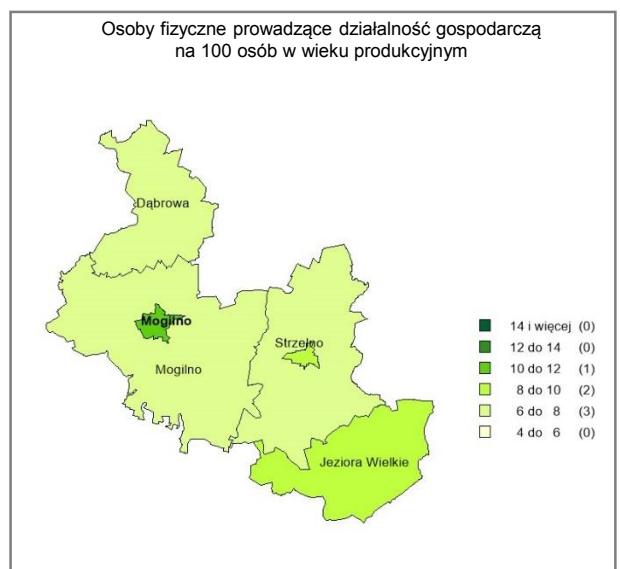 Osoby fizyczne prowadzące działalność gospodarczą
na 100 osób w wieku produkcyjnym
Dąbrowa
Mogilno
Strzelno
Mogilno
Jeziora Wielkie
14 i więcej (0)
12 do 14 (0)
10 do 12 (1)
8 do 10 (2)
6 do 8 (3)
4 do 6 (0)